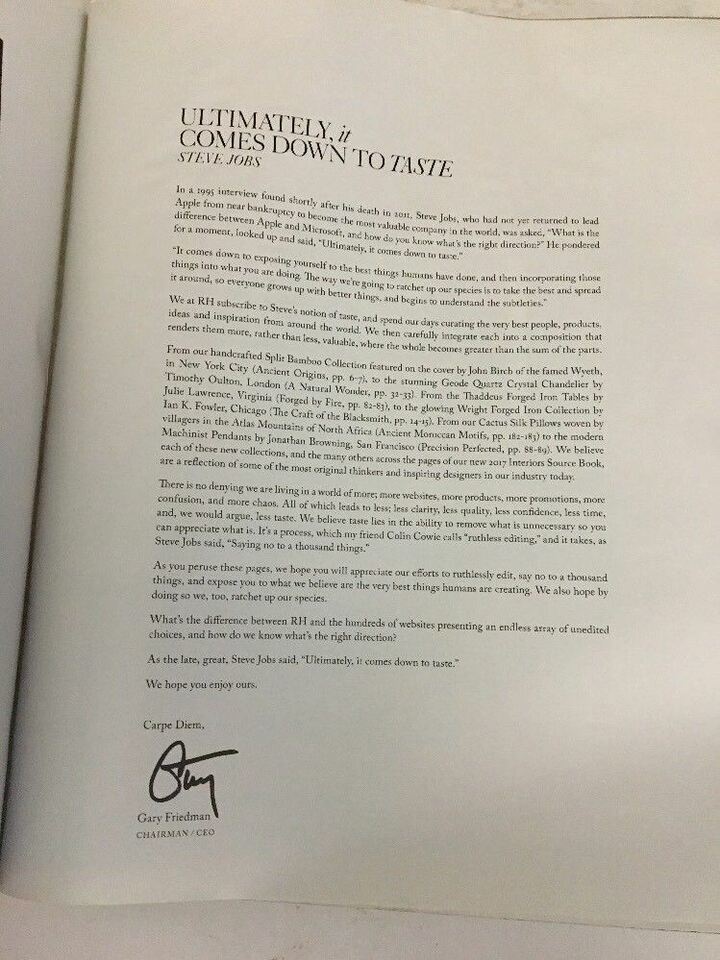 ULTIMATELY, it
COMES DOWN TO TASTE
STEVE JOBS
In a 1995 interview found shortly after his death in 2011, Steve Jobs, who had not yet returned to lead
Apple from near bankruptcy to become the most valuable company in the world, was asked, "What is the
difference between Apple and Microsoft, and how do you know what's the right direction?" He pondered
for a moment, looked up and said, "Ultimately, it comes down to taste."
"It comes down to exposing yourself to the best things humans have done, and then incorporating those
things into what you are doing. The way we're going to ratchet up our species is to take the best and spread
it around, so everyone grows up with better things, and begins to understand the subtleties."
We at RH subscribe to Steve's notion of taste, and spend our days curating the very best people, products,
ideas and inspiration from around the world. We then carefully integrate each into a composition that
renders them more, rather than less, valuable, where the whole becomes greater than the sum of the parts.
From our handcrafted Split Bamboo Collection featured on the cover by John Birch of the famed Wyeth,
in New York City (Ancient Origins, pp. 6-7), to the stunning Geode Quartz Crystal Chandelier by
Timothy Oulton, London (A Natural Wonder, pp. 32-33). From the Thaddeus Forged Iron Tables by
Julie Lawrence, Virginia (Forged by Fire, pp. 82-83), to the glowing Wright Forged Iron Collection by
Ian K. Fowler, Chicago (The Craft of the Blacksmith, pp. 14-15). From our Cactus Silk Pillows woven by
villagers in the Atlas Mountains of North Africa (Ancient Moroccan Motifs, pp. 182-183) to the modern
Machinist Pendants by Jonathan Browning, San Francisco (Precision Perfected, pp. 88-89). We believe
each of these new collections, and the many others across the pages of our new 2017 Interiors Source Book,
are a reflection of some of the most original thinkers and inspiring designers in our industry today.
There is no denying we are living in a world of more; more websites, more products, more promotions, more
confusion, and more chaos. All of which leads to less; less clarity, less quality, less confidence, less time,
and, we would argue, less taste. We believe taste lies in the ability to remove what is unnecessary so you
can appreciate what is. It's a process, which my friend Colin Cowie calls "ruthless editing," and it takes, as
Steve Jobs said, "Saying no to a thousand things."
As you peruse these pages, we hope you will appreciate our efforts to ruthlessly edit, say no to a thousand
things, and expose you to what we believe are the very best things humans are creating. We also hope by
doing so we, too, ratchet up our species.
What's the difference between RH and the hundreds of websites presenting an endless array of unedited
choices, and how do we know what's the right direction?
As the late, great, Steve Jobs said, "Ultimately, it comes down to taste."
We hope you enjoy ours.
Carpe Diem,
Gary
Gary Friedman
CHAIRMAN / CEO